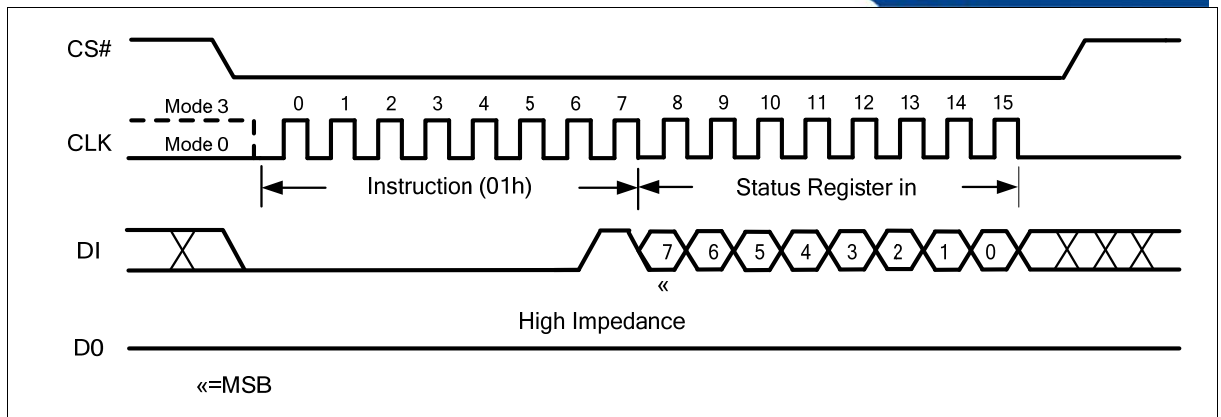 CS#
Mode 3 0 1 2 3 4 5 6 7 8 9 10 11 12 13 14 15
CLK
Mode 0
Instruction (01h) Status Register in
DI 7 6 5 4 3 2 1 0
«
High Impedance
D0
«=MSB